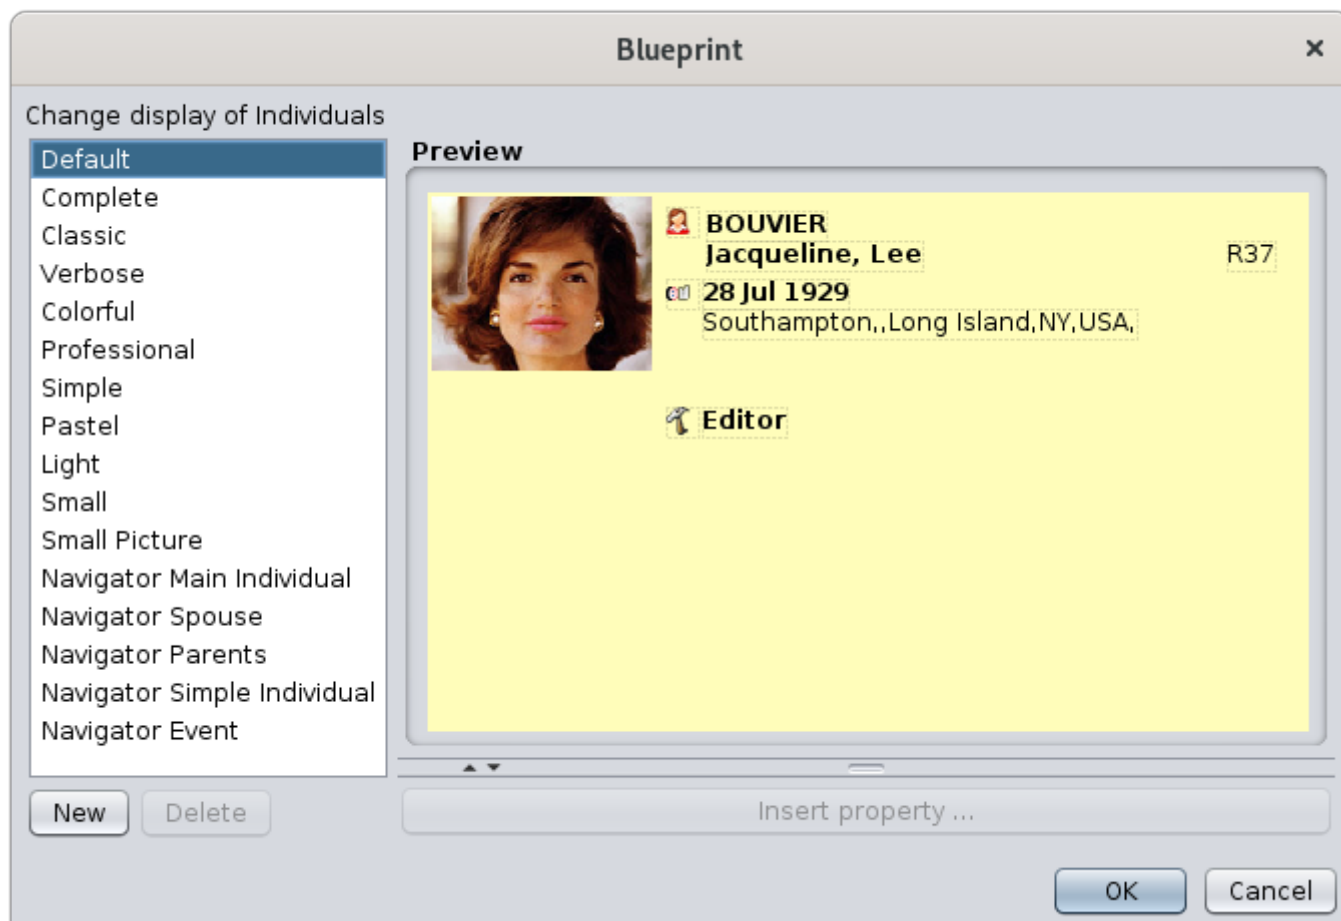 Blueprint
Change display of Individuals
Default
Complete
Classic
Verbose
Colorful
Professional
Simple
Pastel
Light
Small
Small Picture
Navigator Main Individual
Navigator Spouse
Navigator Parents
Navigator Simple Individual
Navigator Event
New Delete
Preview
BOUVIER
Jacqueline, Lee R37
28 Jul 1929
Southampton,,Long Island,NY,USA,
Editor
Insert property ...
OK Cancel